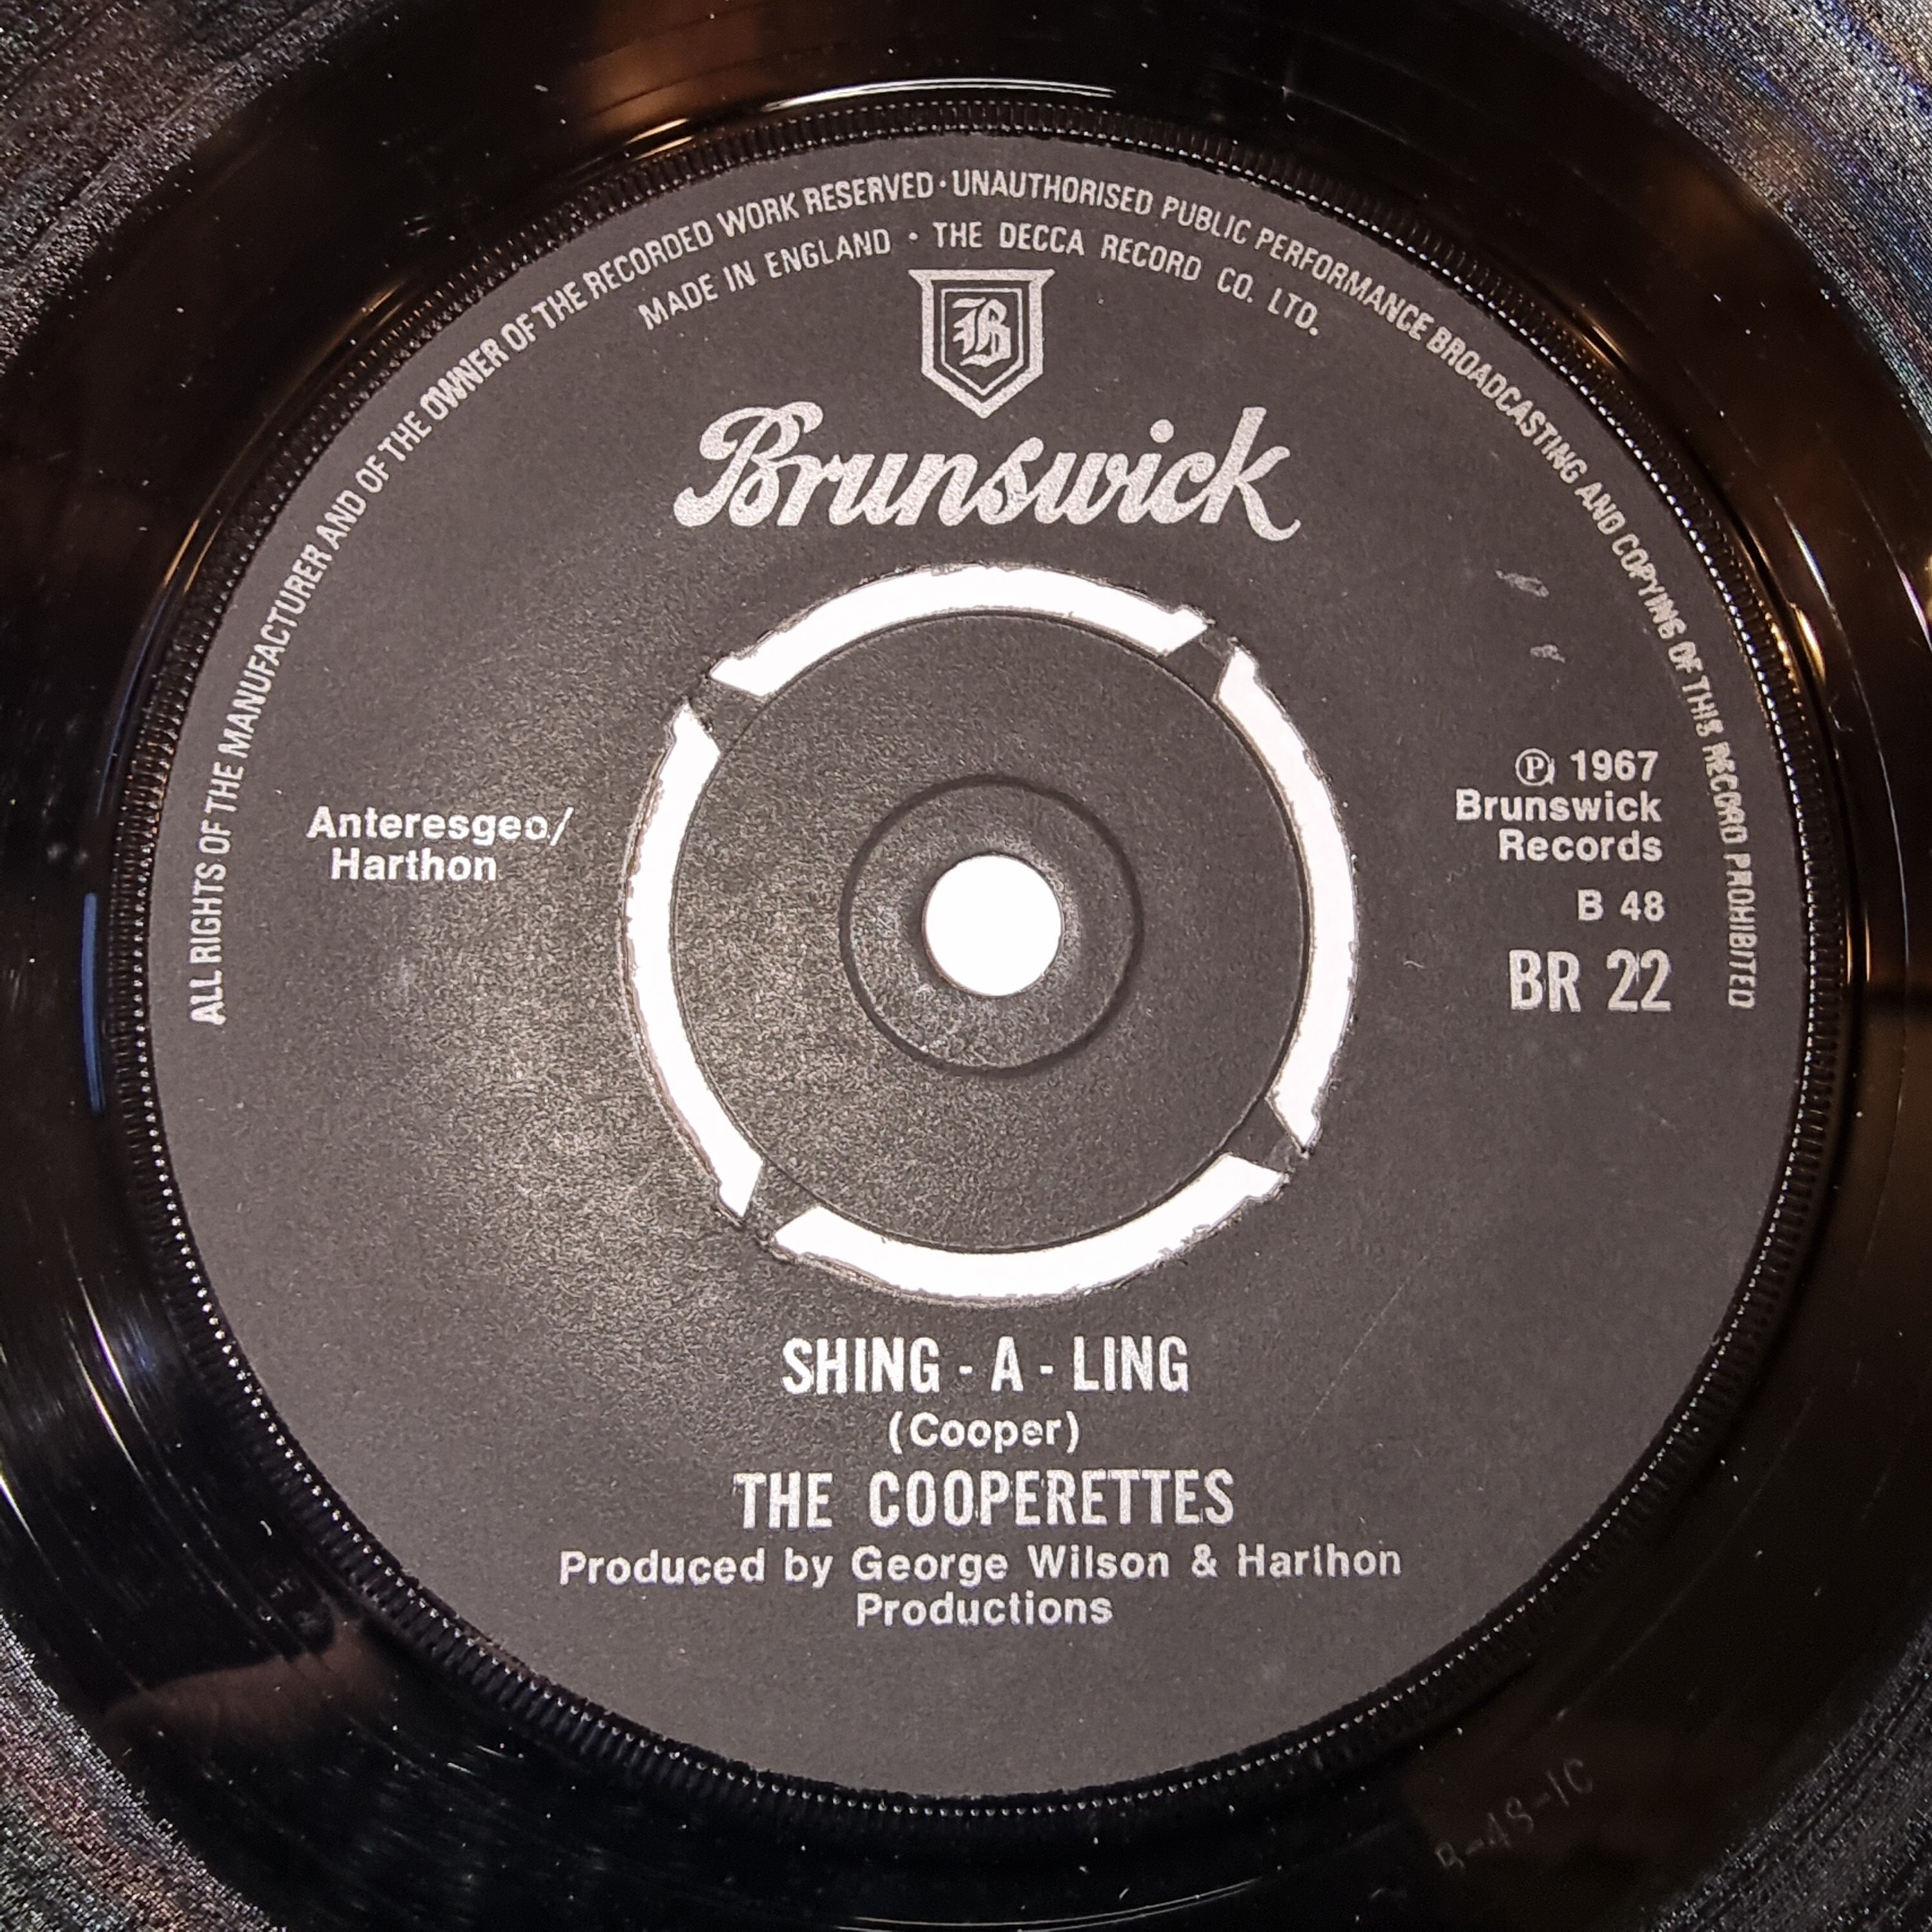 ALL RIGHTS OF THE MANUFACTURER AND OF THE OWNER OF THE RECORDED WORK RESERVED · UNAUTHORISED PUBLIC PERFORMANCE BROADCASTING AND COPYING OF THIS RECORD PROHIBITED
MADE IN ENGLAND · THE DECCA RECORD CO. LTD.
B
Brunswick
Anteresgeo/
Harthon
Ⓟ 1967
Brunswick
Records
B 48
BR 22
SHING - A - LING
(Cooper)
THE COOPERETTES
Produced by George Wilson & Harthon
Productions
B-48-1C